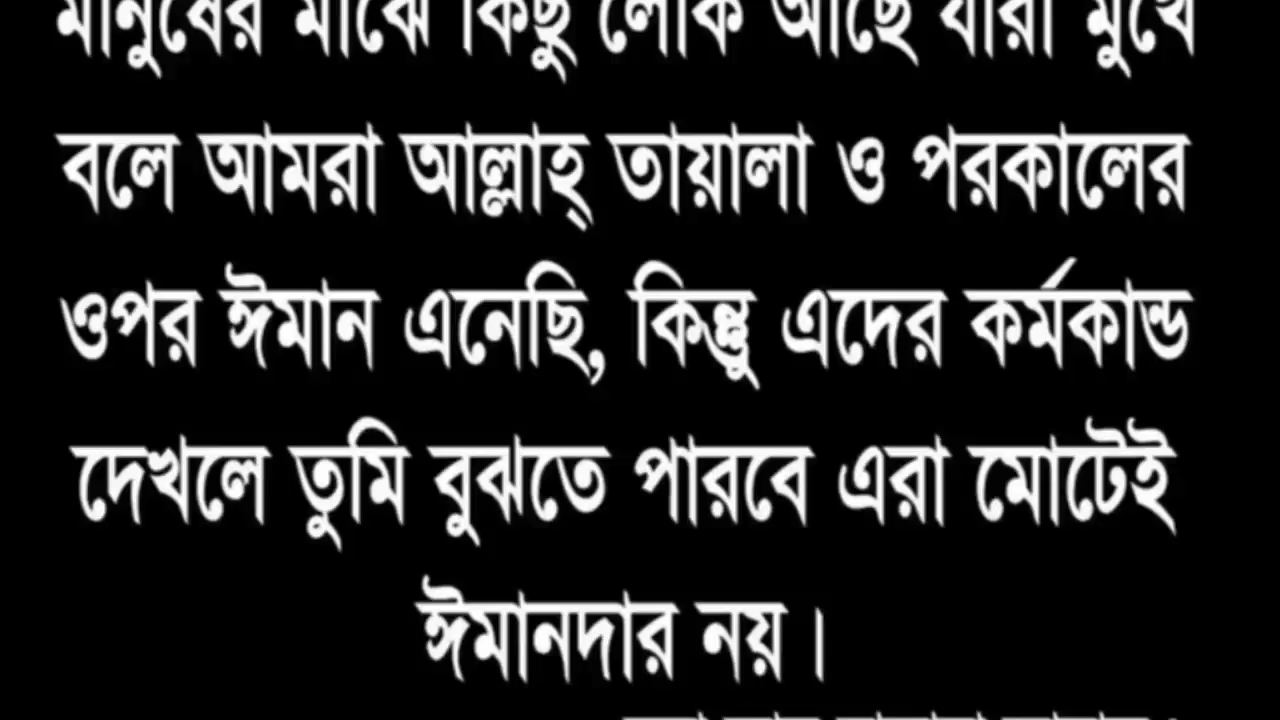 মানুষের মাঝে কিছু লোক আছে যারা মুখে
বলে আমরা আল্লাহ্ তায়ালা ও পরকালের
ওপর ঈমান এনেছি, কিন্তু এদের কর্মকান্ড
দেখলে তুমি বুঝতে পারবে এরা মোটেই
ঈমানদার নয়।